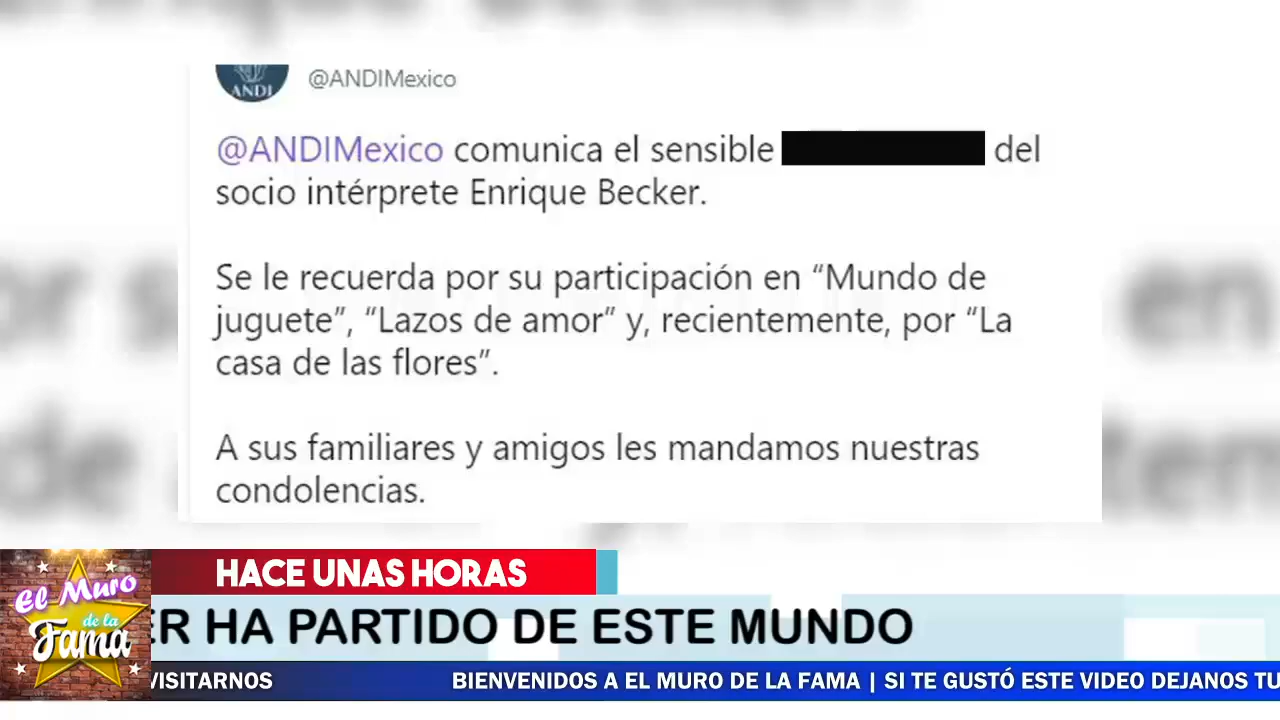 ANDI
@ANDIMexico
@ANDIMexico comunica el sensible del
socio intérprete Enrique Becker.
Se le recuerda por su participación en “Mundo de
juguete”, “Lazos de amor” y, recientemente, por “La
casa de las flores”.
A sus familiares y amigos les mandamos nuestras
condolencias.
HACE UNAS HORAS
ER HA PARTIDO DE ESTE MUNDO
El Muro
de la
Fama
VISITARNOS BIENVENIDOS A EL MURO DE LA FAMA | SI TE GUSTÓ ESTE VIDEO DEJANOS TU